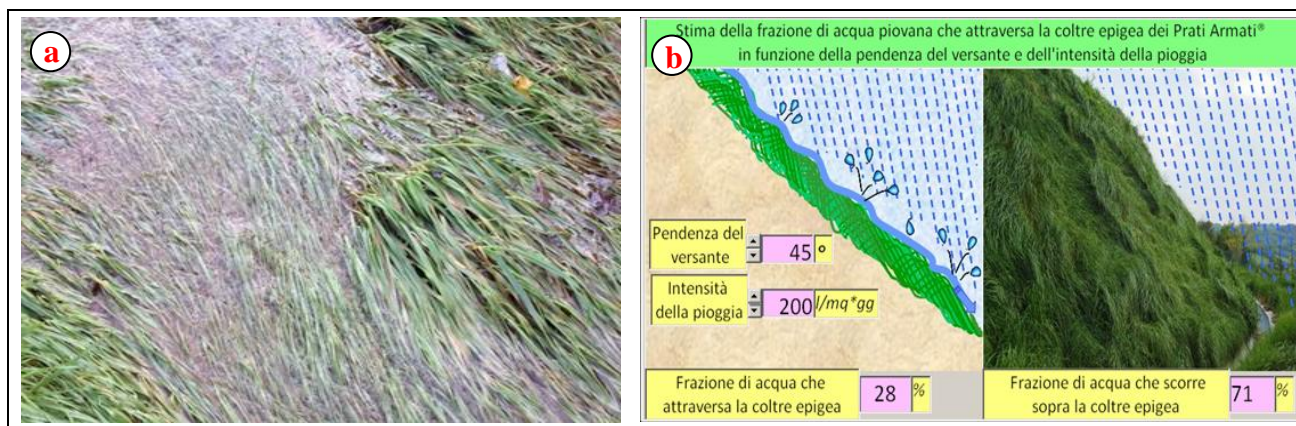 a
b
Stima della frazione di acqua piovana che attraversa la coltre epigea dei Prati Armati®
in funzione della pendenza del versante e dell'intensità della pioggia
Pendenza del
versante
45 °
Intensità
della pioggia
200 l/mq*gg
Frazione di acqua che
attraversa la coltre epigea
28 %
Frazione di acqua che scorre
sopra la coltre epigea
71 %